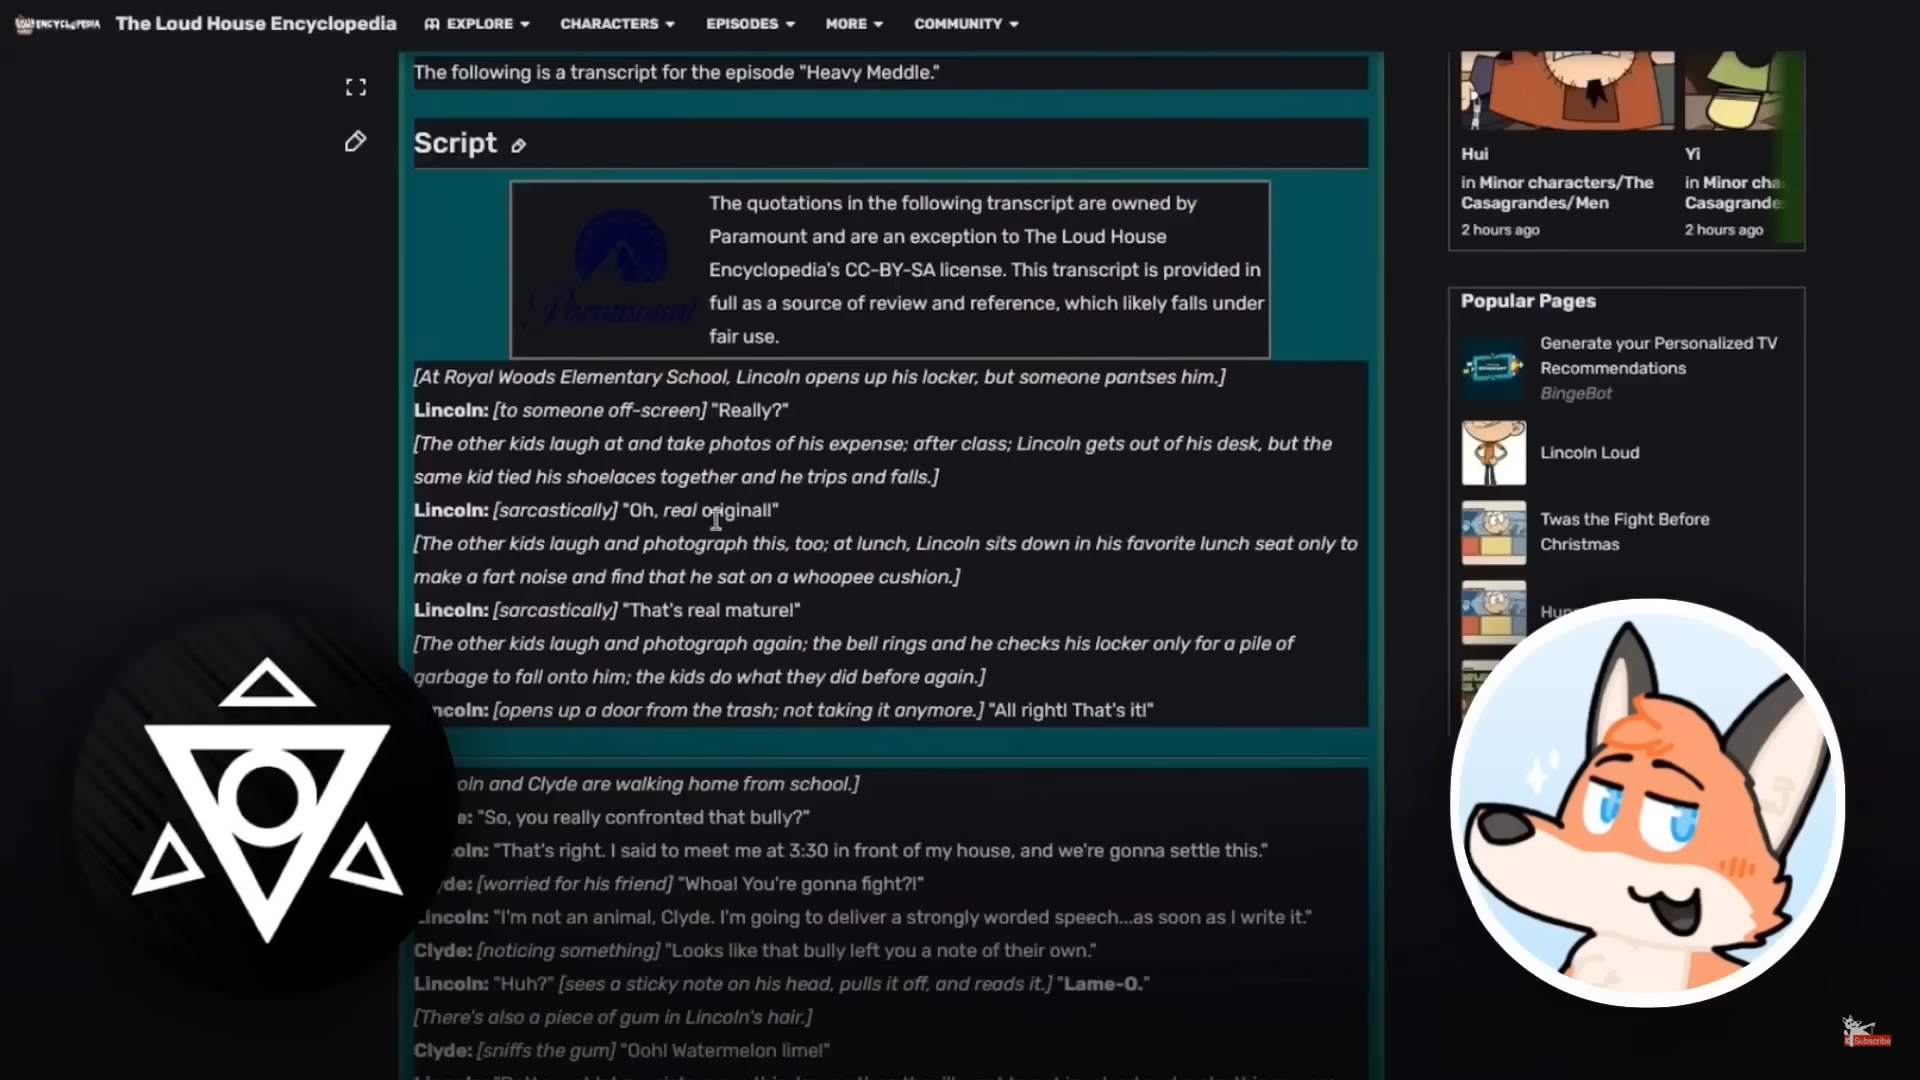 ENCYCLOPEDIA The Loud House Encyclopedia EXPLORE CHARACTERS EPISODES MORE COMMUNITY
The following is a transcript for the episode "Heavy Meddle."
Script
The quotations in the following transcript are owned by
Paramount and are an exception to The Loud House
Encyclopedia's CC-BY-SA license. This transcript is provided in
full as a source of review and reference, which likely falls under
fair use.
Paramount
[At Royal Woods Elementary School, Lincoln opens up his locker, but someone pantses him.]
Lincoln: [to someone off-screen] "Really?"
[The other kids laugh at and take photos of his expense; after class; Lincoln gets out of his desk, but the
same kid tied his shoelaces together and he trips and falls.]
Lincoln: [sarcastically] "Oh, real original!"
[The other kids laugh and photograph this, too; at lunch, Lincoln sits down in his favorite lunch seat only to
make a fart noise and find that he sat on a whoopee cushion.]
Lincoln: [sarcastically] "That's real mature!"
[The other kids laugh and photograph again; the bell rings and he checks his locker only for a pile of
garbage to fall onto him; the kids do what they did before again.]
ncoln: [opens up a door from the trash; not taking it anymore.] "All right! That's it!"
oln and Clyde are walking home from school.]
e: "So, you really confronted that bully?"
oln: "That's right. I said to meet me at 3:30 in front of my house, and we're gonna settle this."
yde: [worried for his friend] "Whoa! You're gonna fight?!"
Lincoln: "I'm not an animal, Clyde. I'm going to deliver a strongly worded speech...as soon as I write it."
Clyde: [noticing something] "Looks like that bully left you a note of their own."
Lincoln: "Huh?" [sees a sticky note on his head, pulls it off, and reads it.] "Lame-O."
[There's also a piece of gum in Lincoln's hair.]
Clyde: [sniffs the gum] "Ooh! Watermelon lime!"
Hui
in Minor characters/The
Casagrandes/Men
2 hours ago
Yi
in Minor cha
Casagrande
2 hours ago
Popular Pages
Generate your Personalized TV
Recommendations
BingeBot
Lincoln Loud
Twas the Fight Before
Christmas
Subscribe